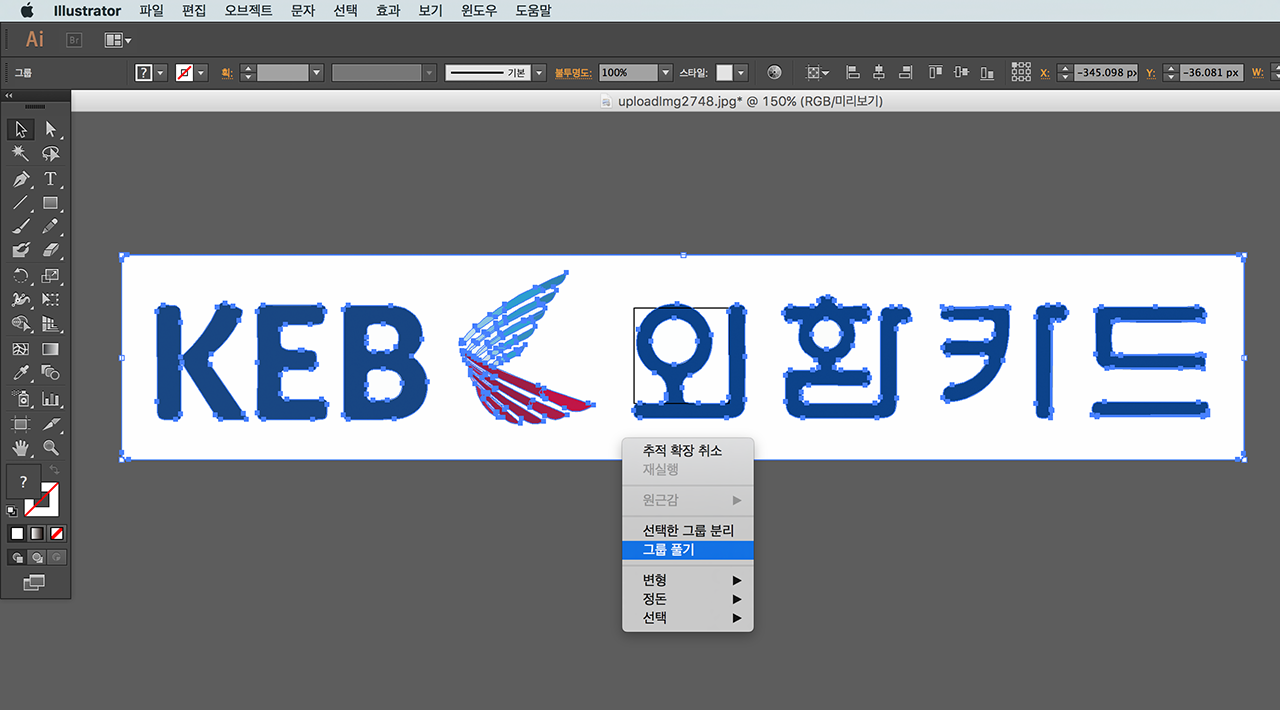 Illustrator 파일 편집 오브젝트 문자 선택 효과 보기 윈도우 도움말
Ai Br
그룹 ? 획: 기본 불투명도: 100% 스타일: X: -345.098 px Y: -36.081 px W:
uploadImg2748.jpg* @ 150% (RGB/미리보기)
T
KEB 외환카드
추적 확장 취소
재실행
원근감
선택한 그룹 분리
그룹 풀기
변형
정돈
선택
?